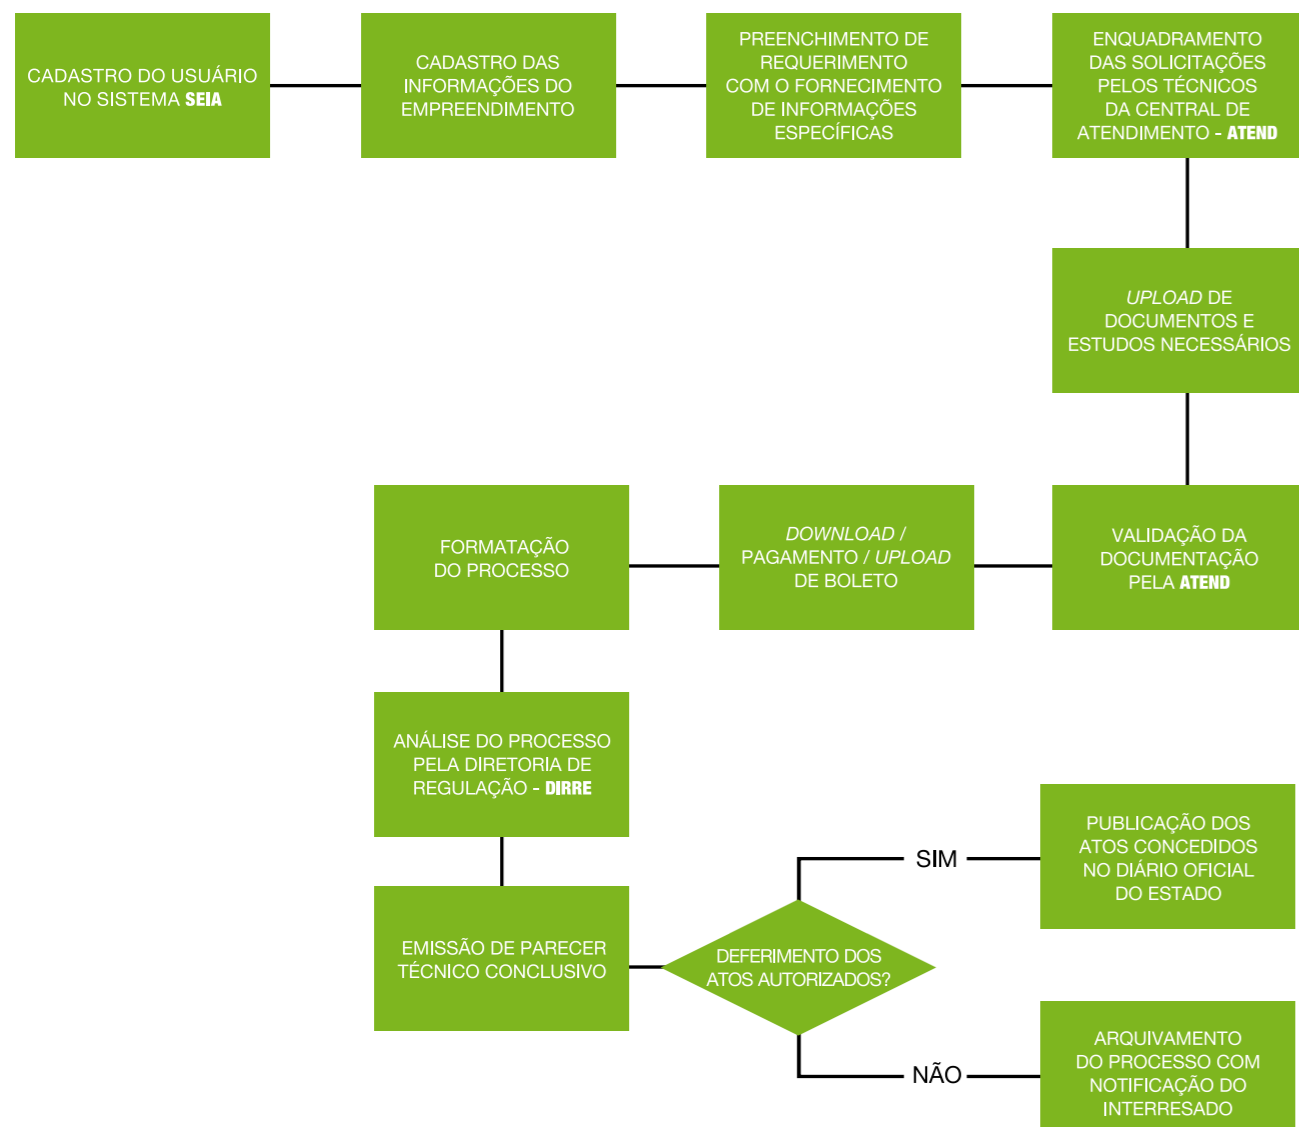 CADASTRO DO USUÁRIO
NO SISTEMA SEIA
CADASTRO DAS
INFORMAÇÕES DO
EMPREENDIMENTO
PREENCHIMENTO DE
REQUERIMENTO
COM O FORNECIMENTO
DE INFORMAÇÕES
ESPECÍFICAS
ENQUADRAMENTO
DAS SOLICITAÇÕES
PELOS TÉCNICOS
DA CENTRAL DE
ATENDIMENTO - ATEND
UPLOAD DE
DOCUMENTOS E
ESTUDOS NECESSÁRIOS
VALIDAÇÃO DA
DOCUMENTAÇÃO
PELA ATEND
DOWNLOAD /
PAGAMENTO / UPLOAD
DE BOLETO
FORMATAÇÃO
DO PROCESSO
ANÁLISE DO PROCESSO
PELA DIRETORIA DE
REGULAÇÃO - DIRRE
EMISSÃO DE PARECER
TÉCNICO CONCLUSIVO
DEFERIMENTO DOS
ATOS AUTORIZADOS?
SIM
PUBLICAÇÃO DOS
ATOS CONCEDIDOS
NO DIÁRIO OFICIAL
DO ESTADO
NÃO
ARQUIVAMENTO
DO PROCESSO COM
NOTIFICAÇÃO DO
INTERRESADO